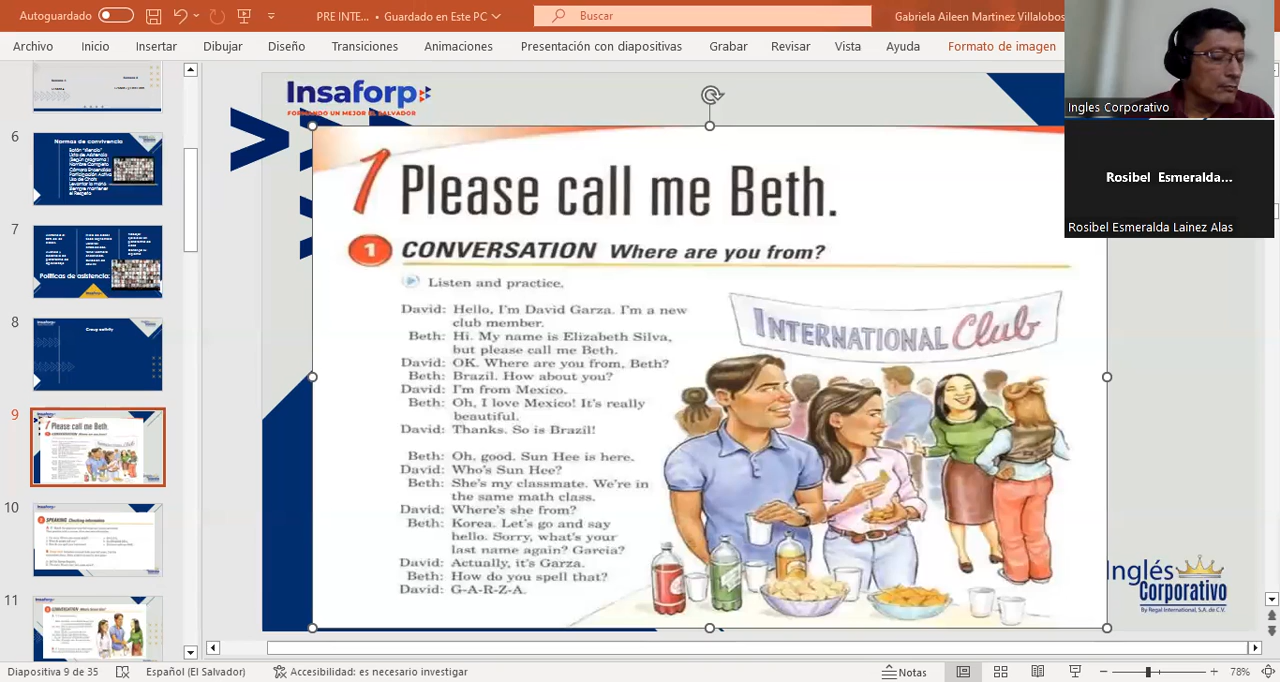 Autoguardado
PRE INTE... • Guardado en Este PC
Buscar
Gabriela Aileen Martinez Villalobos
Archivo Inicio Insertar Dibujar Diseño Transiciones Animaciones Presentación con diapositivas Grabar Revisar Vista Ayuda Formato de imagen
Ingles Corporativo
Rosibel Esmeralda...
Rosibel Esmeralda Lainez Alas
6
Normas de convivencia
7
Políticas de asistencia:
8
Group activity
9
Please call me Beth.
10
SPEAKING Checking information
11
Insaforp
FORMANDO UN MEJOR EL SALVADOR
1 Please call me Beth.
1 CONVERSATION Where are you from?
Listen and practice.
David: Hello, I'm David Garza. I'm a new
club member.
Beth: Hi. My name is Elizabeth Silva,
but please call me Beth.
David: OK. Where are you from, Beth?
Beth: Brazil. How about you?
David: I'm from Mexico.
Beth: Oh, I love Mexico! It's really
beautiful.
David: Thanks. So is Brazil!
Beth: Oh, good. Sun Hee is here.
David: Who's Sun Hee?
Beth: She's my classmate. We're in
the same math class.
David: Where's she from?
Beth: Korea. Let's go and say
hello. Sorry, what's your
last name again? Garcia?
David: Actually, it's Garza.
Beth: How do you spell that?
David: G-A-R-Z-A.
INTERNATIONAL Club
Inglés
Corporativo
By Regal International, S.A. de C.V.
Diapositiva 9 de 35
Español (El Salvador)
Accesibilidad: es necesario investigar
Notas
78%